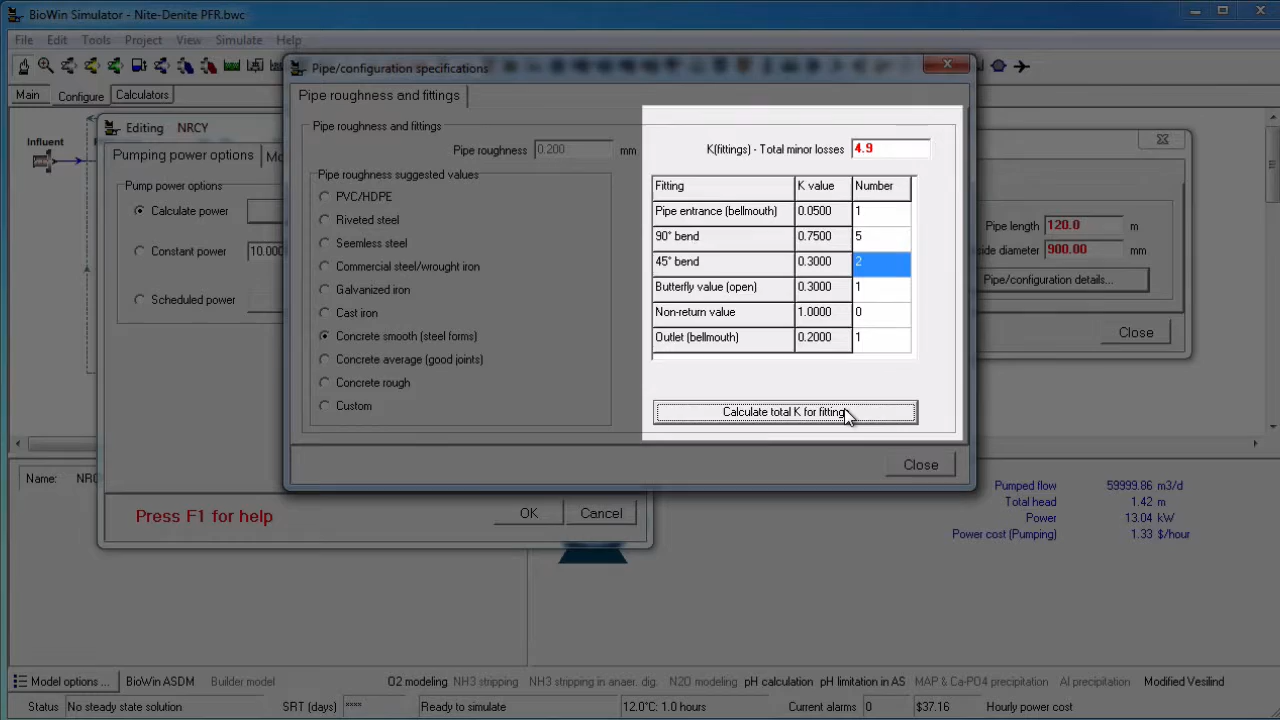 BioWin Simulator - Nite-Denite PFR.bwc
File Edit Tools Project View Simulate Help
Main Configure Calculators
Pipe/configuration specifications
Pipe roughness and fittings
Influent
Editing NRCY
Pumping power options
Pump power options
Calculate power
Constant power 10.000
Scheduled power
Pipe roughness and fittings
Pipe roughness 0.200 mm
Pipe roughness suggested values
PVC/HDPE
Riveted steel
Seemless steel
Commercial steel/wrought iron
Galvanized iron
Cast iron
Concrete smooth (steel forms)
Concrete average (good joints)
Concrete rough
Custom
K(fittings) - Total minor losses 4.9
Fitting K value Number
Pipe entrance (bellmouth) 0.0500 1
90° bend 0.7500 5
45° bend 0.3000 2
Butterfly value (open) 0.3000 1
Non-return value 1.0000 0
Outlet (bellmouth) 0.2000 1
Calculate total K for fitting
Close
Pipe length 120.0 m
side diameter 900.00 mm
Pipe/configuration details...
Close
Press F1 for help
OK Cancel
Name:
Pumped flow 59999.86 m3/d
Total head 1.42 m
Power 13.04 kW
Power cost (Pumping) 1.33 $/hour
Model options ... BioWin ASDM Builder model O2 modeling NH3 stripping NH3 stripping in anaer. dig. N2O modeling pH calculation pH limitation in AS MAP & Ca-PO4 precipitation Al precipitation Modified Vesilind
Status No steady state solution SRT (days) **** Ready to simulate 12.0°C: 1.0 hours Current alarms 0 $37.16 Hourly power cost